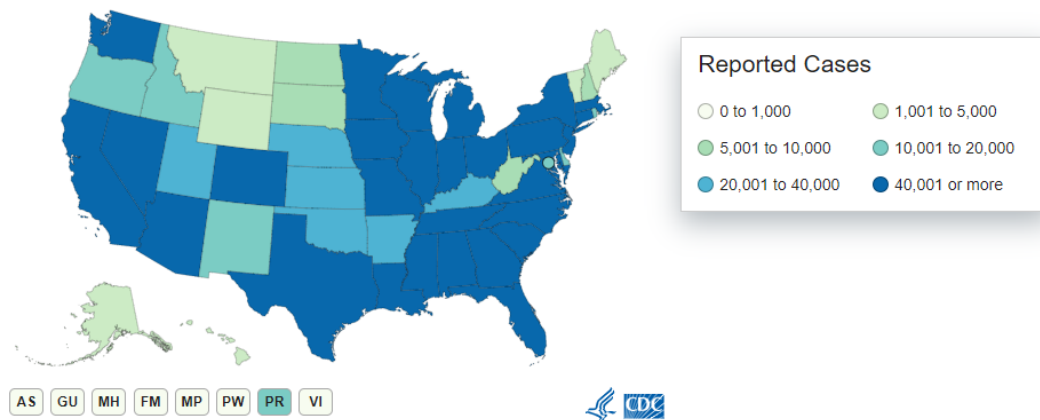 Reported Cases
0 to 1,000 1,001 to 5,000
5,001 to 10,000 10,001 to 20,000
20,001 to 40,000 40,001 or more
AS GU MH FM MP PW PR VI
CDC